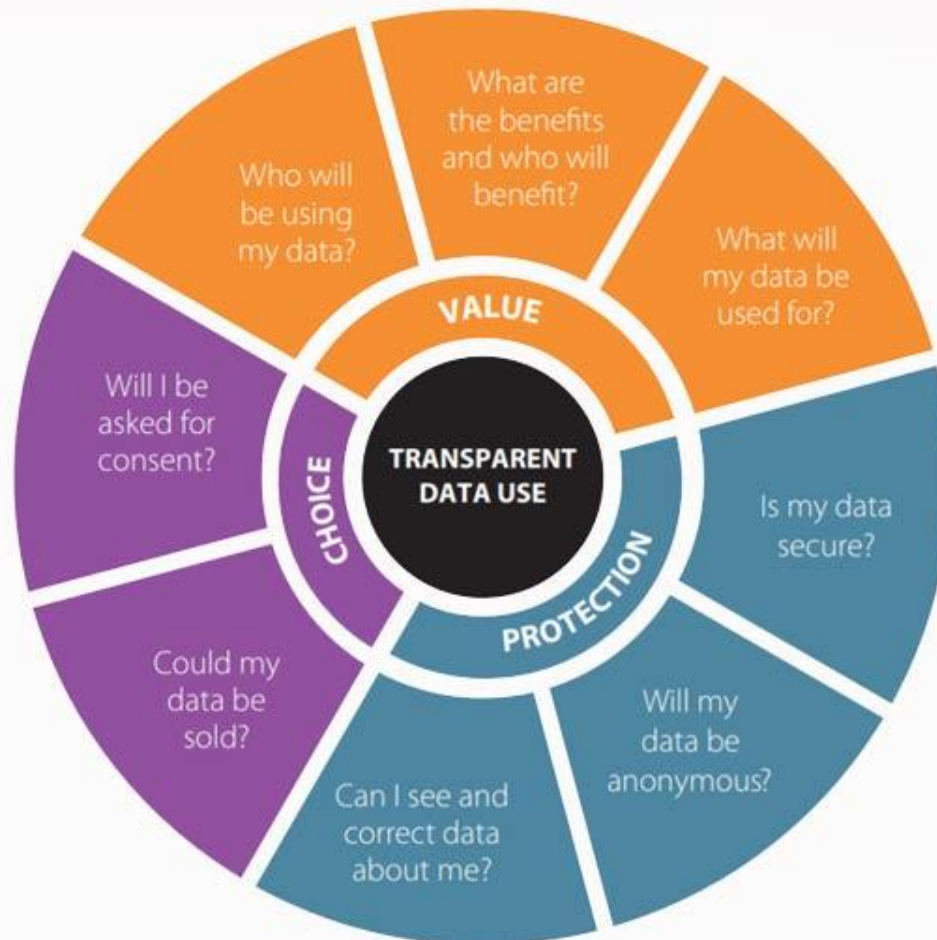 What are
the benefits
and who will
benefit?
Who will
be using
my data?
What will
my data be
used for?
VALUE
Will I be
asked for
consent?
CHOICE
TRANSPARENT
DATA USE
Is my data
secure?
PROTECTION
Could my
data be
sold?
Will my
data be
anonymous?
Can I see and
correct data
about me?